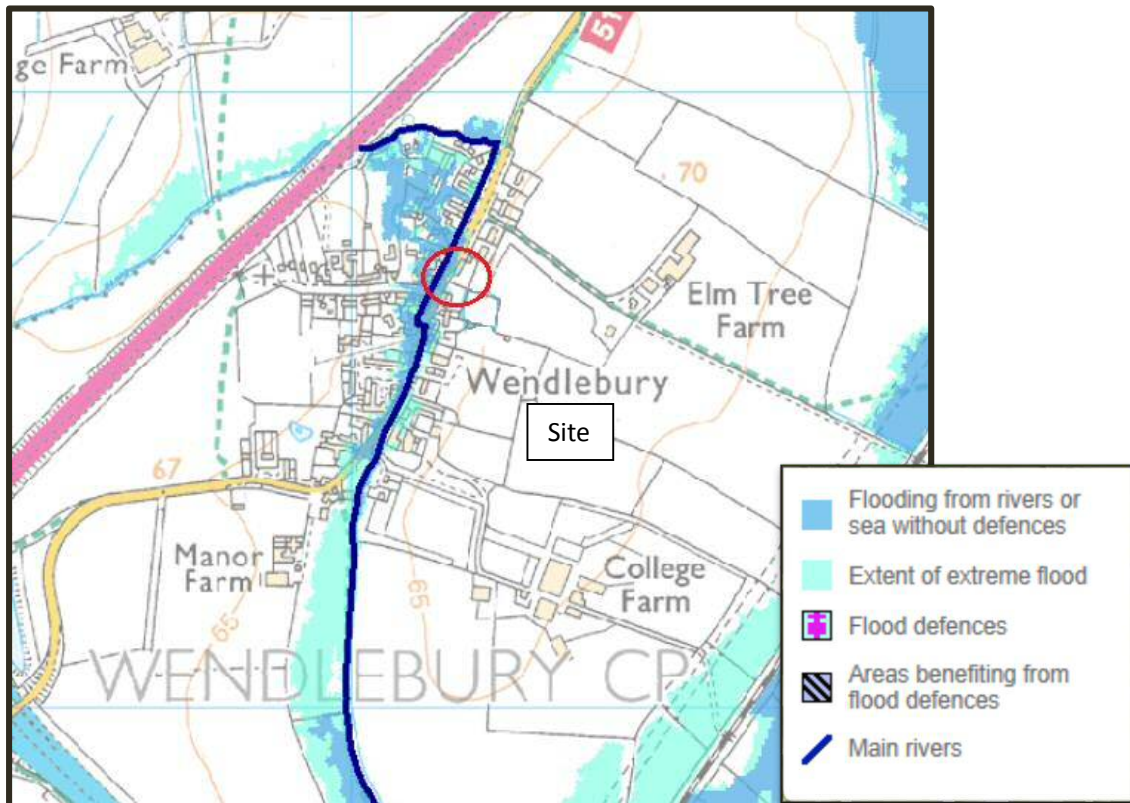 51
ge Farm
70
Elm Tree
Farm
Wendlebury
Site
67
Manor
Farm
65
65
College
Farm
WENDLEBURY CP
Flooding from rivers or
sea without defences
Extent of extreme flood
Flood defences
Areas benefiting from
flood defences
Main rivers